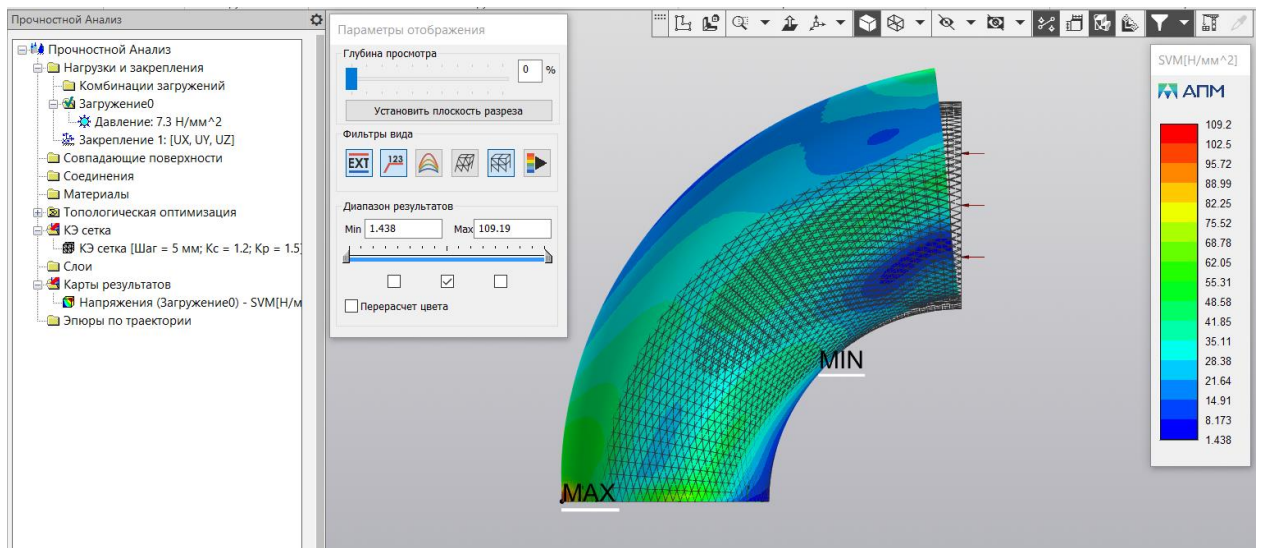 Прочностной Анализ
Прочностной Анализ
Нагрузки и закрепления
Комбинации загружений
Загружение0
Давление: 7.3 Н/мм^2
Закрепление 1: [UX, UY, UZ]
Совпадающие поверхности
Соединения
Материалы
Топологическая оптимизация
КЭ сетка
КЭ сетка [Шаг = 5 мм; Кс = 1.2; Кр = 1.5]
Слои
Карты результатов
Напряжения (Загружение0) - SVM[Н/м
Эпюры по траектории
Параметры отображения
Глубина просмотра
0 %
Установить плоскость разреза
Фильтры вида
EXT 123
Диапазон результатов
Min 1.438 Max 109.19
Перерасчет цвета
MIN
MAX
SVM[Н/мм^2]
АПМ
109.2
102.5
95.72
88.99
82.25
75.52
68.78
62.05
55.31
48.58
41.85
35.11
28.38
21.64
14.91
8.173
1.438